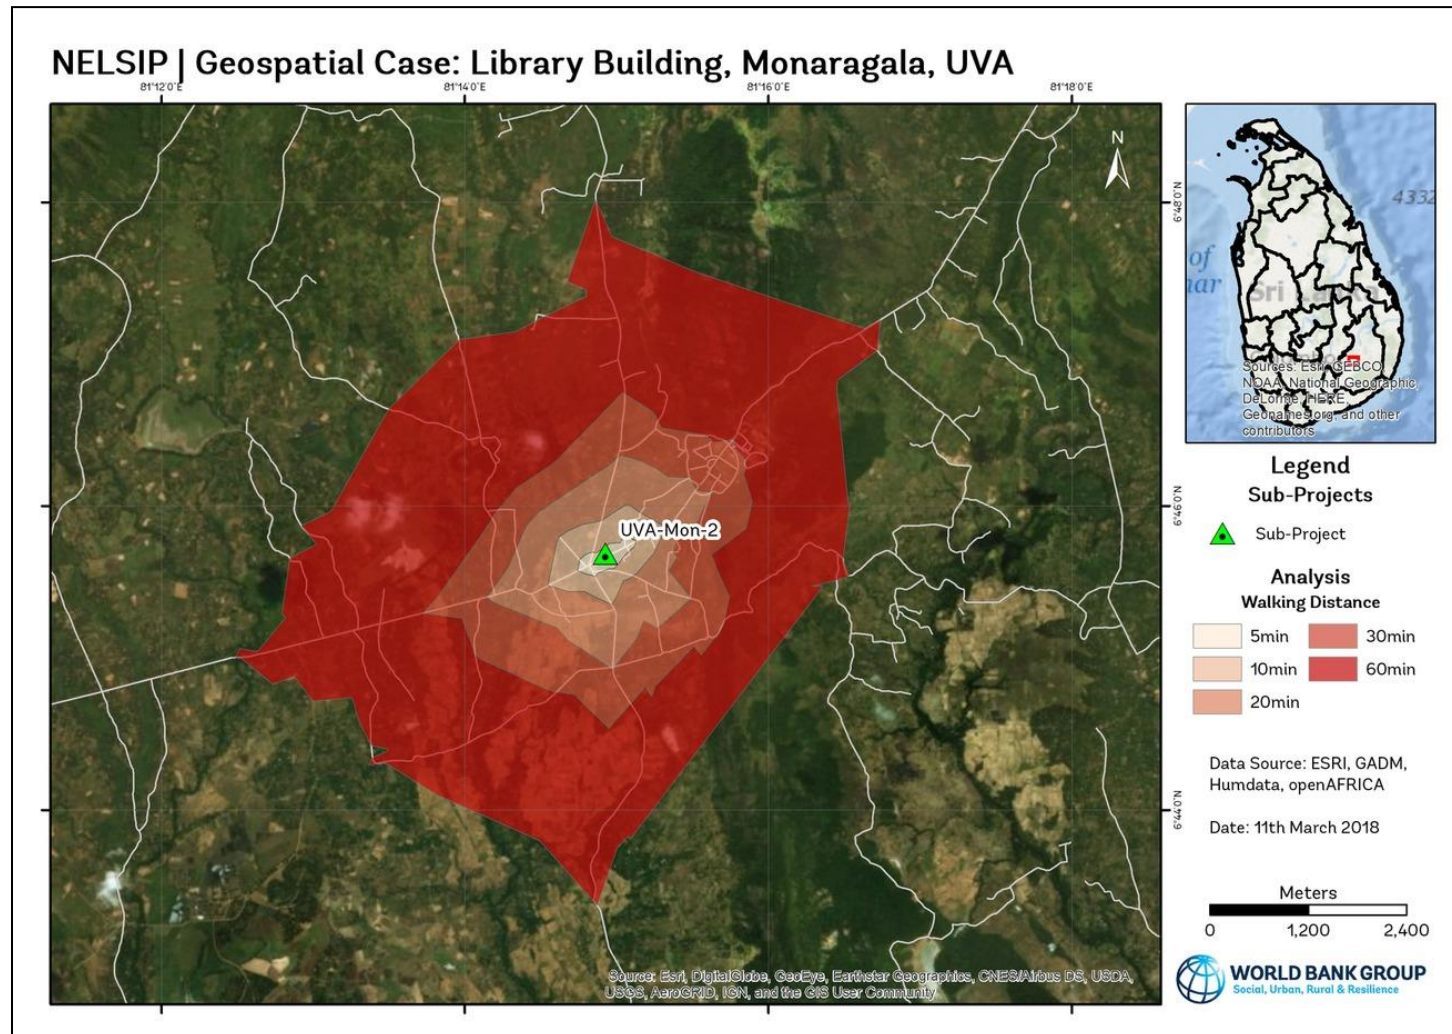 NELSIP | Geospatial Case: Library Building, Monaragala, UVA
81°12'0"E
81°14'0"E
81°16'0"E
81°18'0"E
N
6°48'0"N
6°46'0"N
6°44'0"N
UVA-Mon-2
Source: Esri, DigitalGlobe, GeoEye, Earthstar Geographics, CNES/Airbus DS, USDA,
USGS, AeroGRID, IGN, and the GIS User Community
4332
of
nar
Sri
Sources: Esri, GEBCO,
NOAA, National Geographic,
DeLorme, HERE,
Geonames.org, and other
contributors
Legend
Sub-Projects
Sub-Project
Analysis
Walking Distance
5min
30min
10min
60min
20min
Data Source: ESRI, GADM,
Humdata, openAFRICA
Date: 11th March 2018
Meters
0
1,200
2,400
WORLD BANK GROUP
Social, Urban, Rural & Resilience